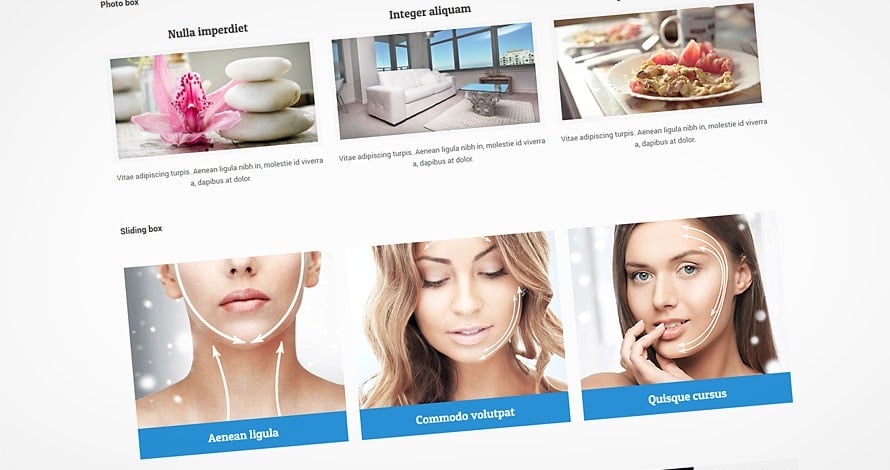 Photo box
Nulla imperdiet
Integer aliquam
Vitae adipiscing turpis. Aenean ligula nibh in, molestie id viverra
a, dapibus at dolor.
Vitae adipiscing turpis. Aenean ligula nibh in, molestie id viverra
a, dapibus at dolor.
Vitae adipiscing turpis. Aenean ligula nibh in, molestie id viverra
a, dapibus at dolor.
Sliding box
Aenean ligula
Commodo volutpat
Quisque cursus